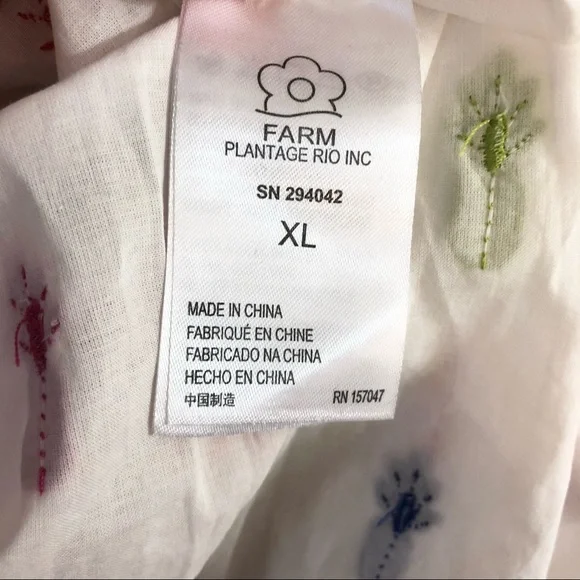 FARM
PLANTAGE RIO INC
SN 294042
XL
MADE IN CHINA
FABRIQUÉ EN CHINE
FABRICADO NA CHINA
HECHO EN CHINA
中国制造
RN 157047